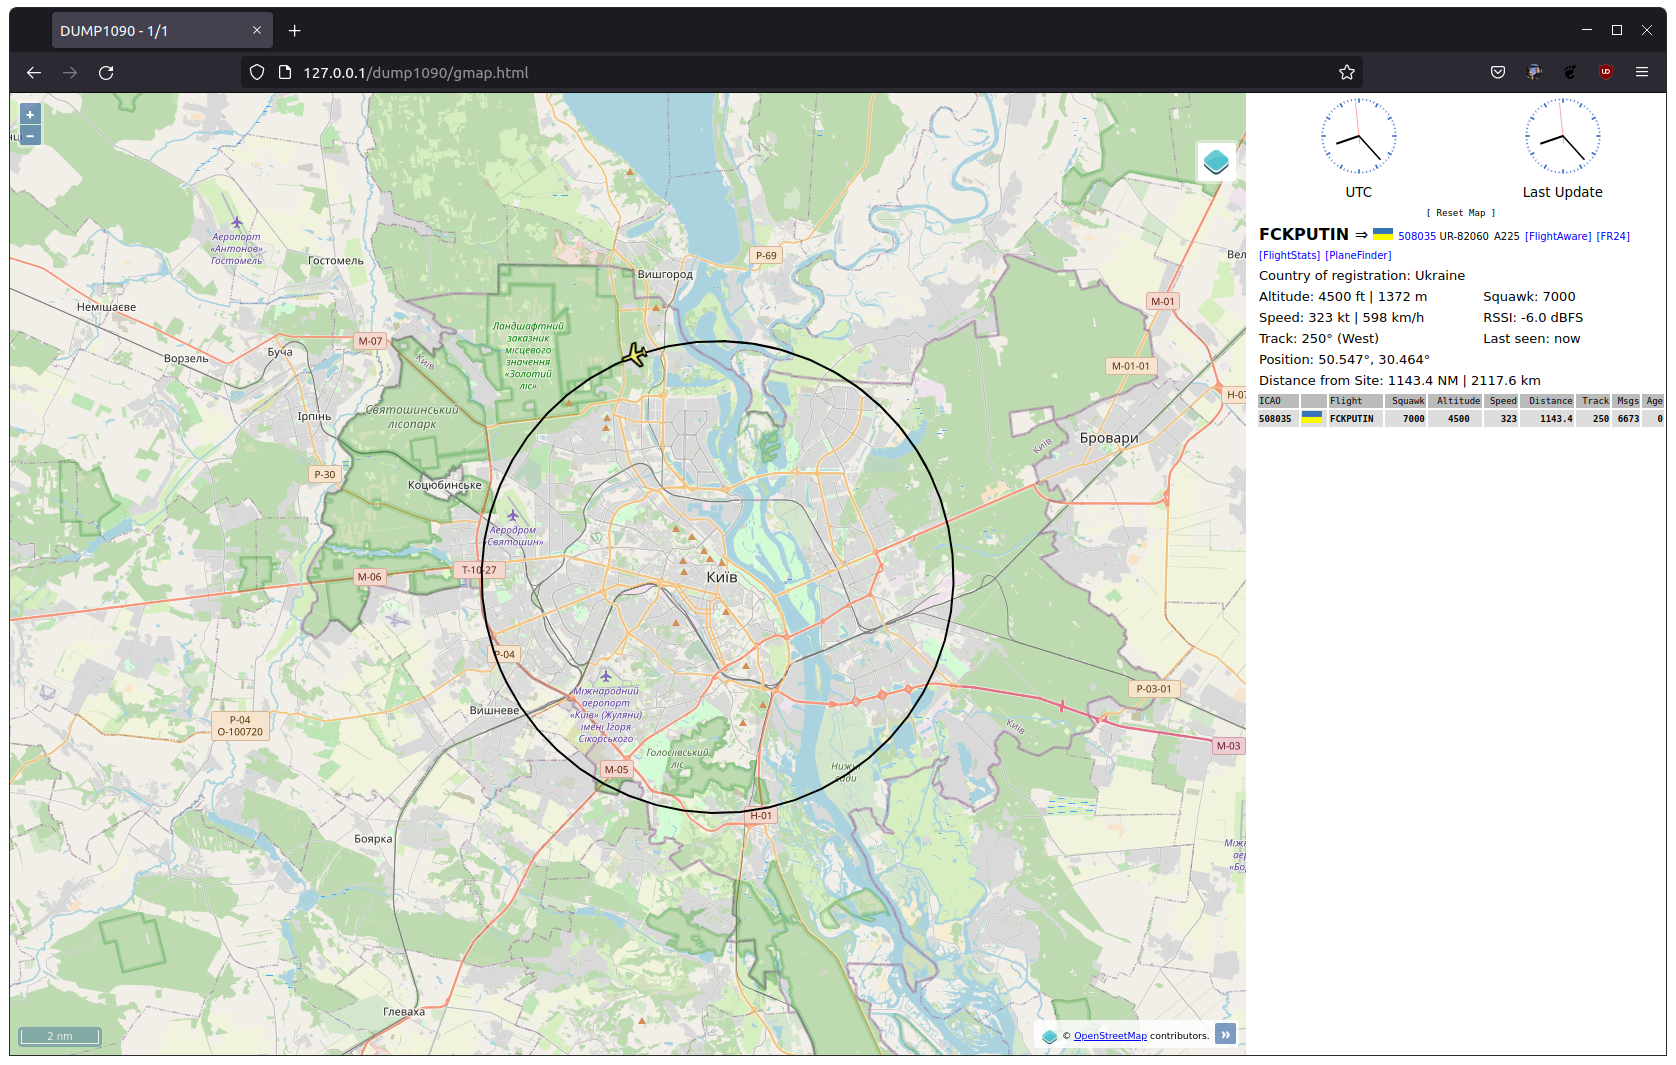 DUMP1090 - 1/1
127.0.0.1/dump1090/gmap.html
+
−
Аеропорт
«Антонов»
Гостомель
Гостомель
Немішаєве
Ворзель
Буча
М-07
Київ
Ірпінь
Святошинський
лісопарк
Ландшафтний
заказник
місцевого
значення
«Золотий
ліс»
Вишгород
Р-69
Вел
М-01
М-01-01
Н-07
Бровари
Київ
Р-30
Коцюбинське
Аеродром
«Святошин»
Т-10-27
М-06
Київ
Р-04
Р-04
О-100720
Вишневе
Міжнародний
аеропорт
«Київ» (Жуляни)
імені Ігоря
Сікорського
М-05
Голосіївський
ліс
Нижні
сади
Н-01
Р-03-01
Київ
М-03
Боярка
Глеваха
Між
аер
«Бо
2 nm
© OpenStreetMap contributors.
»
UTC
Last Update
[ Reset Map ]
FCKPUTIN ⇒ 508035 UR-82060 A225 [FlightAware] [FR24]
[FlightStats] [PlaneFinder]
Country of registration: Ukraine
Altitude: 4500 ft | 1372 m Squawk: 7000
Speed: 323 kt | 598 km/h RSSI: -6.0 dBFS
Track: 250° (West) Last seen: now
Position: 50.547°, 30.464°
Distance from Site: 1143.4 NM | 2117.6 km
ICAO Flight Squawk Altitude Speed Distance Track Msgs Age
508035 FCKPUTIN 7000 4500 323 1143.4 250 6673 0